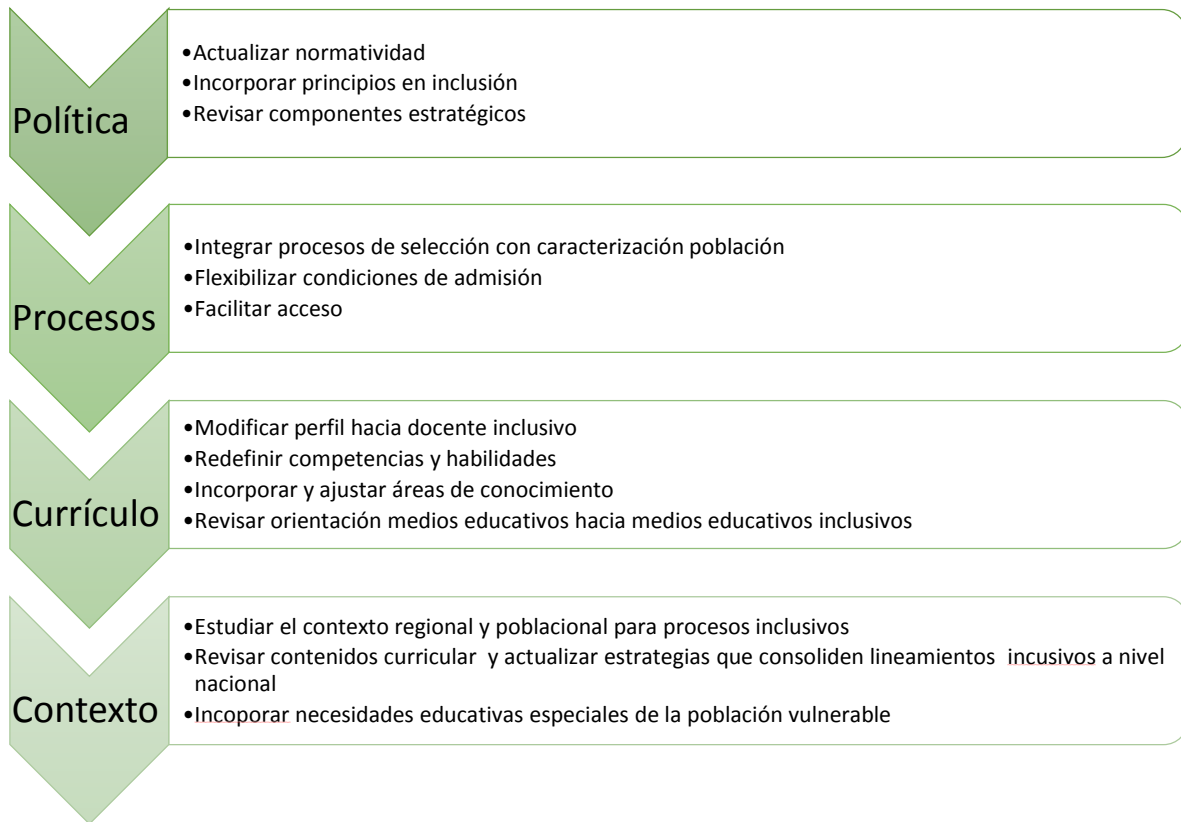 Política
•Actualizar normatividad
•Incorporar principios en inclusión
•Revisar componentes estratégicos
Procesos
•Integrar procesos de selección con caracterización población
•Flexibilizar condiciones de admisión
•Facilitar acceso
Currículo
•Modificar perfil hacia docente inclusivo
•Redefinir competencias y habilidades
•Incorporar y ajustar áreas de conocimiento
•Revisar orientación medios educativos hacia medios educativos inclusivos
Contexto
•Estudiar el contexto regional y poblacional para procesos inclusivos
•Revisar contenidos curricular y actualizar estrategias que consoliden lineamientos incusivos a nivel
nacional
•Incoporar necesidades educativas especiales de la población vulnerable